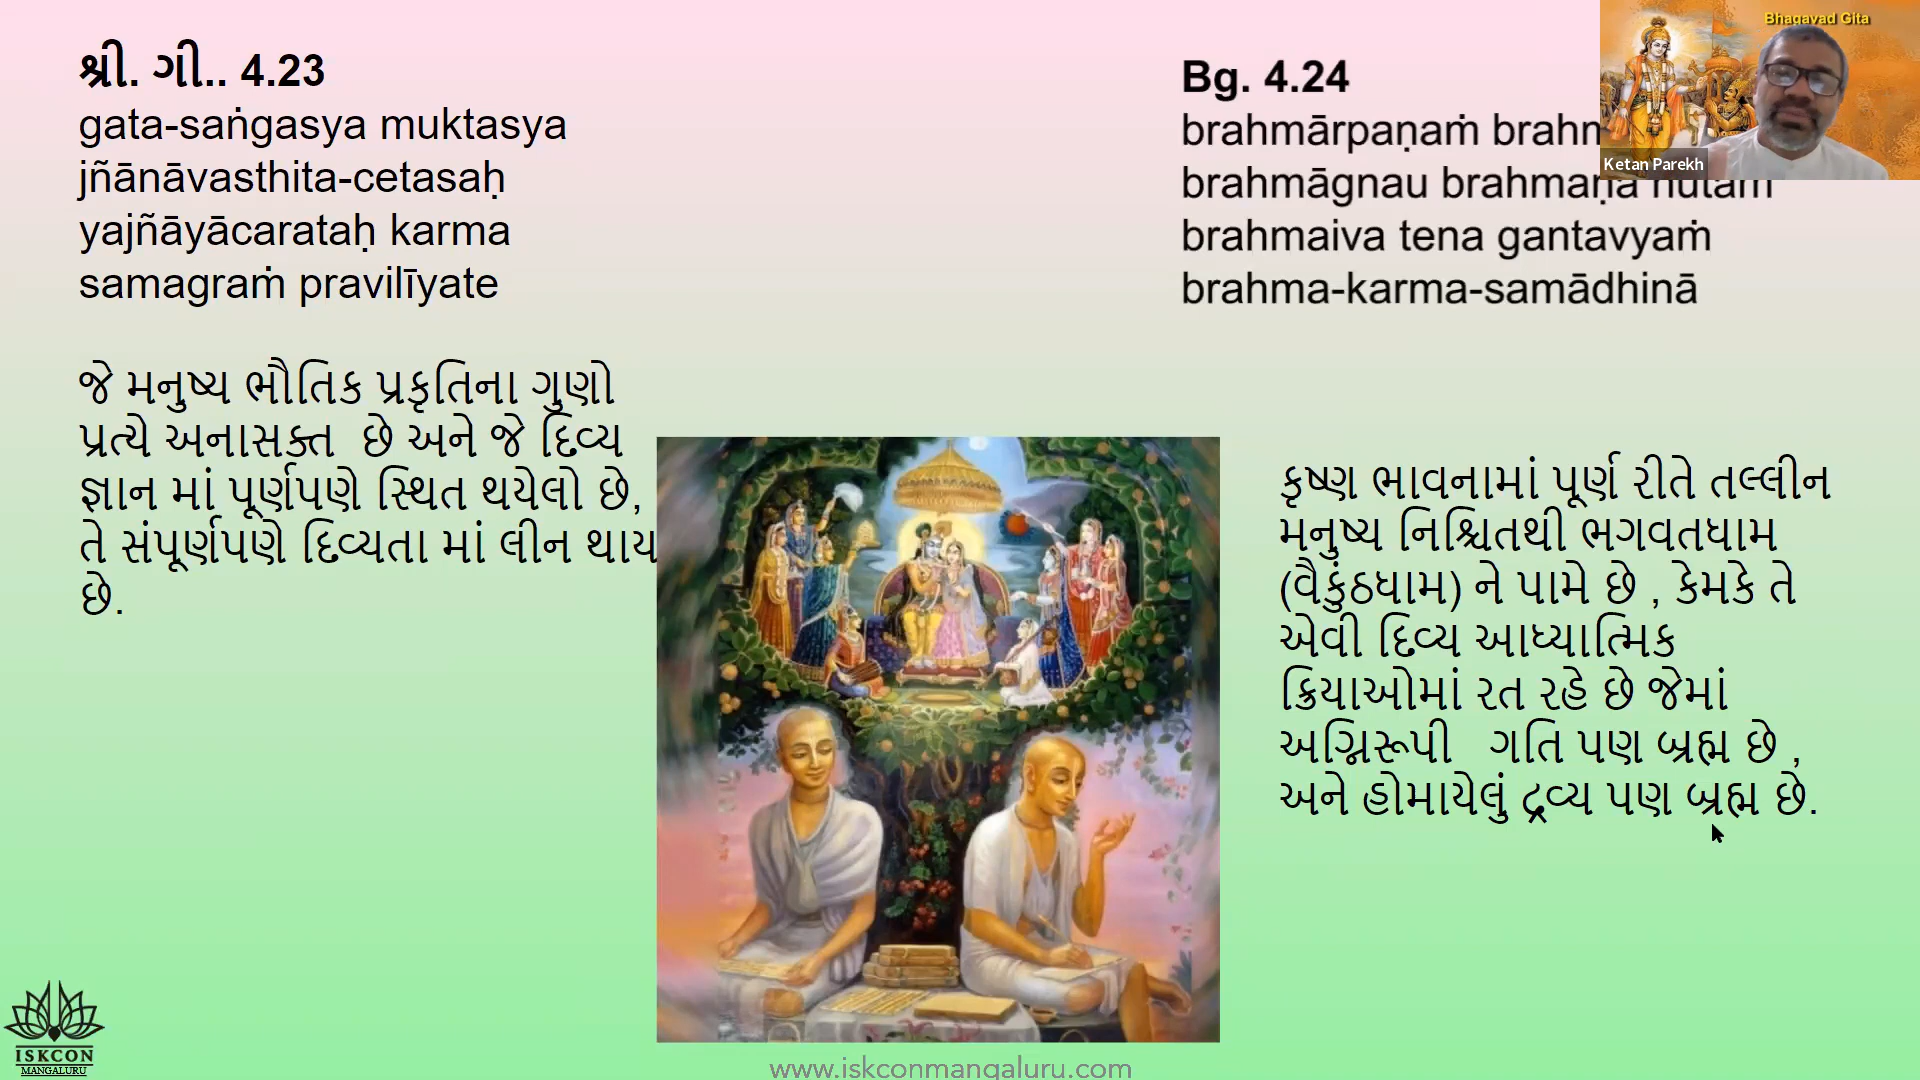 શ્રી. ગી.. 4.23
gata-saṅgasya muktasya
jñānāvasthita-cetasaḥ
yajñāyācarataḥ karma
samagraṁ pravilīyate
જે મનુષ્ય ભૌતિક પ્રકૃતિના ગુણો
પ્રત્યે અનાસક્ત છે અને જે દિવ્ય
જ્ઞાન માં પૂર્ણપણે સ્થિત થયેલો છે,
તે સંપૂર્ણપણે દિવ્યતા માં લીન થાય
છે.
Bg. 4.24
brahmārpaṇaṁ
brahmāgnau brahmaṇā hutam
brahmaiva tena gantavyaṁ
brahma-karma-samādhinā
કૃષ્ણ ભાવનામાં પૂર્ણ રીતે તલ્લીન
મનુષ્ય નિશ્ચિતથી ભગવતધામ
(વૈકુંઠધામ) ને પામે છે , કેમકે તે
એવી દિવ્ય આધ્યાત્મિક
ક્રિયાઓમાં રત રહે છે જેમાં
અગ્નિરૂપી ગતિ પણ બ્રહ્મ છે ,
અને હોમાયેલું દ્રવ્ય પણ બ્રહ્મ છે.
Bhagavad Gita
Ketan Parekh
ISKCON
MANGALURU
www.iskconmangaluru.com